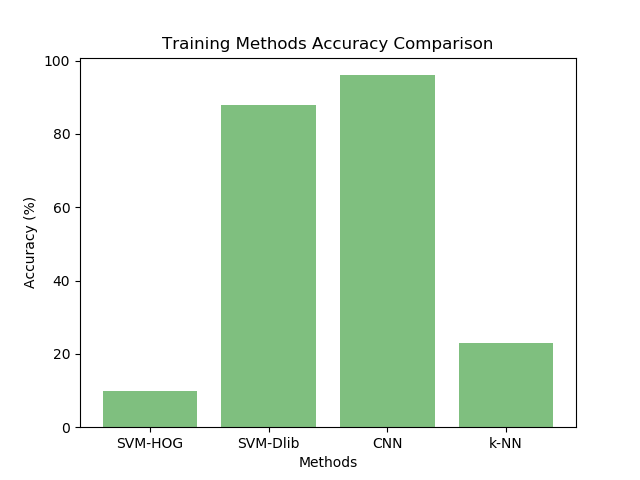 Training Methods Accuracy Comparison
100
80
60
40
20
0
Accuracy (%)
SVM-HOG SVM-Dlib CNN k-NN
Methods